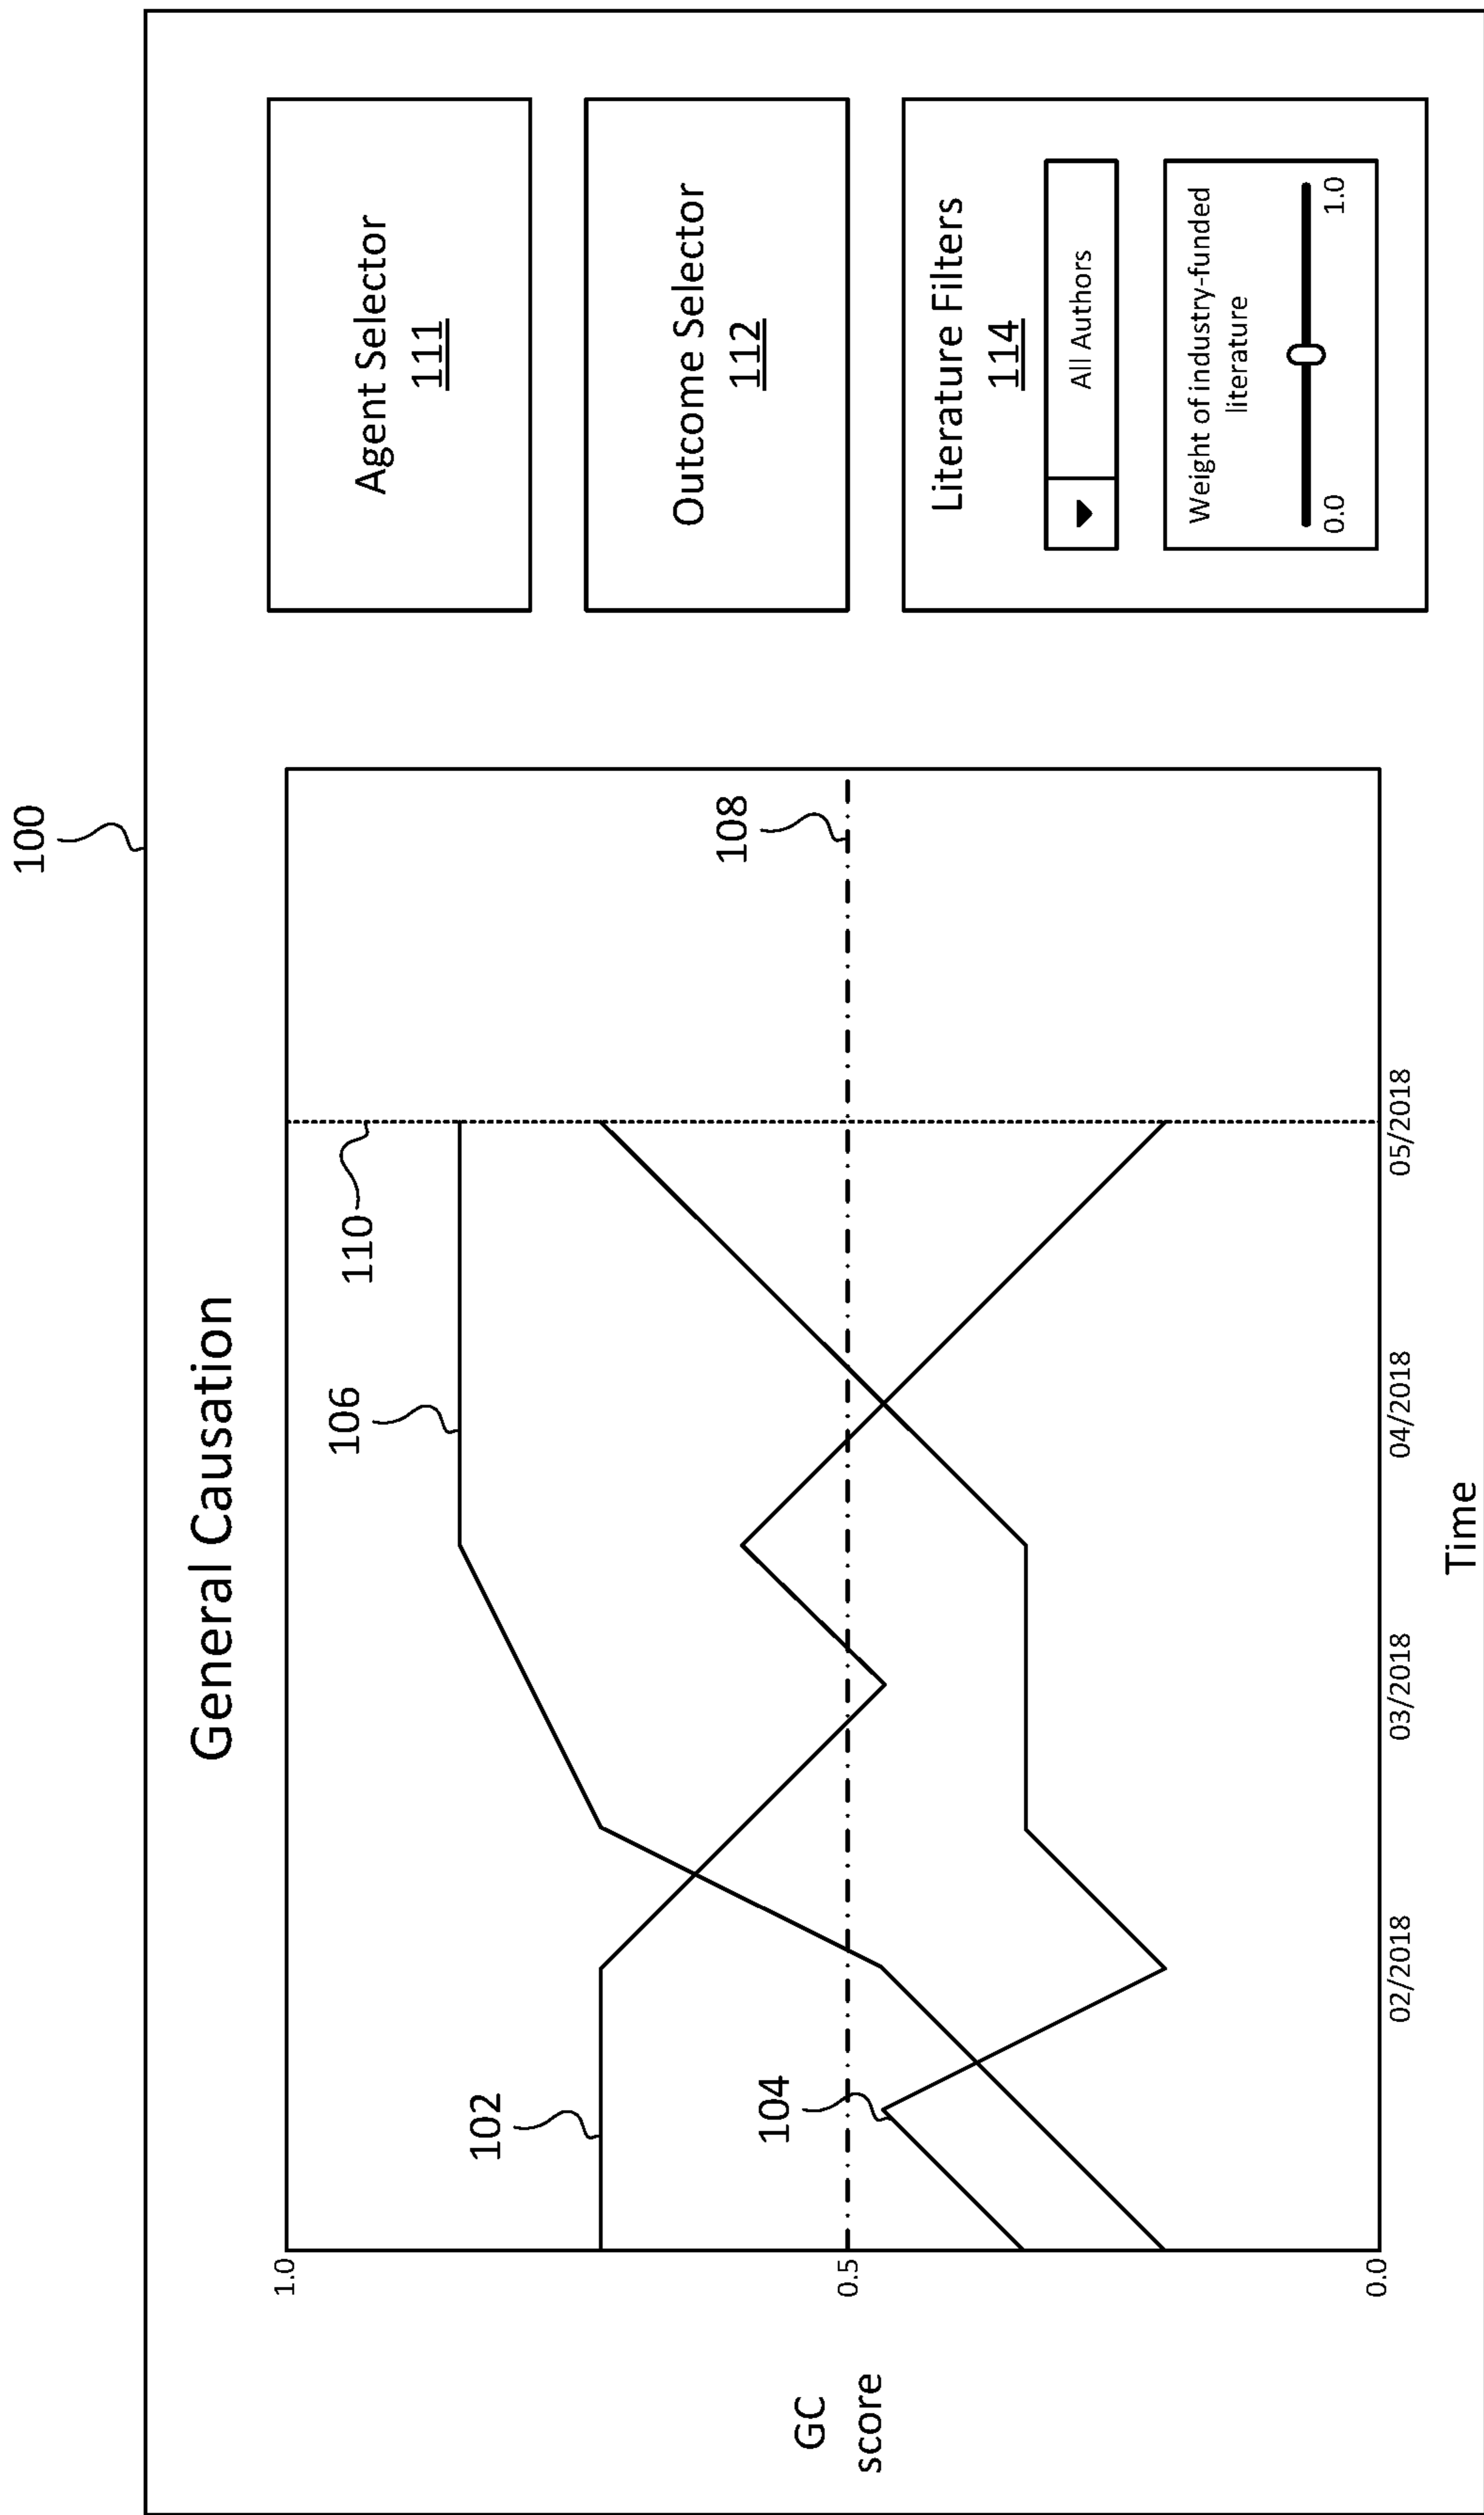 100
General Causation
GC
score
1.0
0.5
0.0
102
104
106
110
108
02/2018
03/2018
04/2018
05/2018
Time
Agent Selector
111
Outcome Selector
112
Literature Filters
114
All Authors
Weight of industry-funded
literature
0.0
1.0